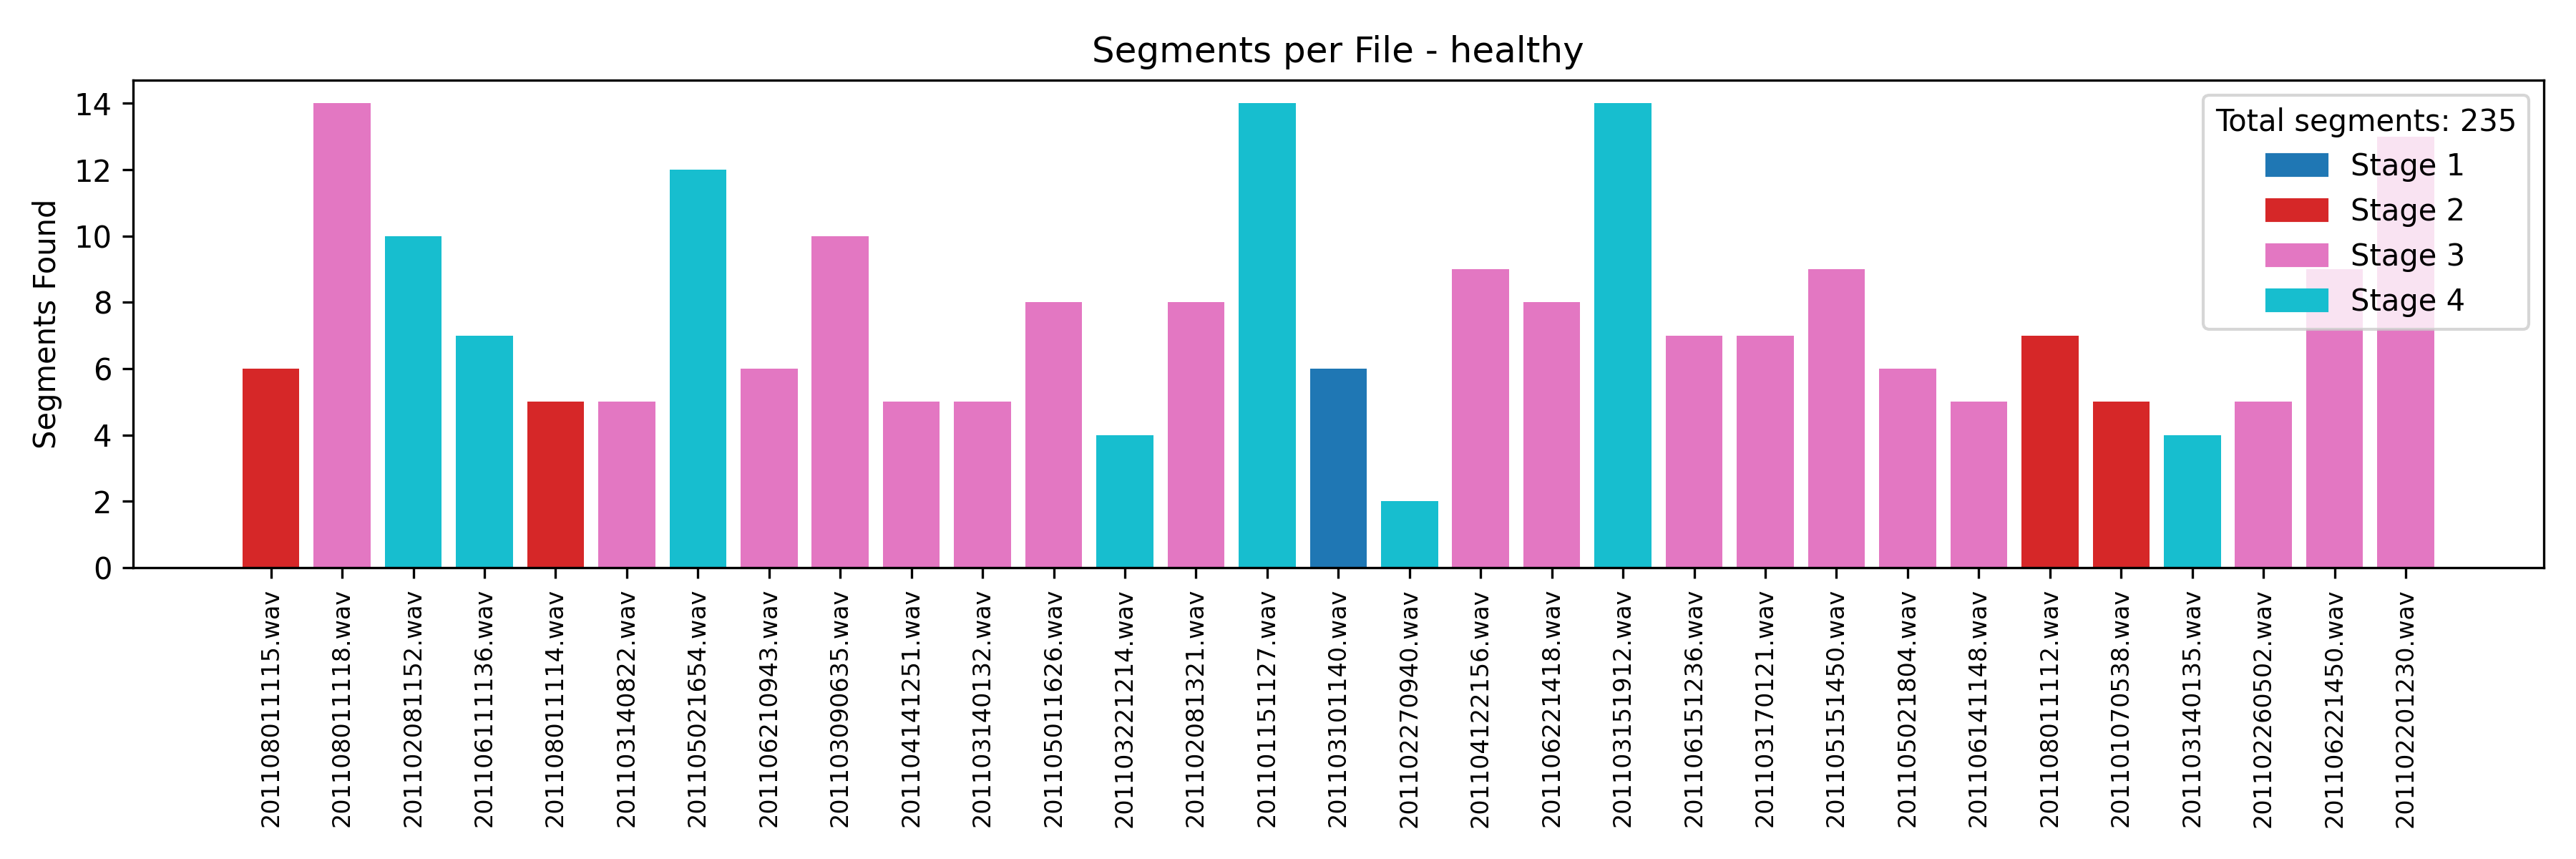 Segments per File - healthy
Segments Found
14
12
10
8
6
4
2
0
Total segments: 235
Stage 1
Stage 2
Stage 3
Stage 4
201108011115.wav
201108011118.wav
201102081152.wav
201106111136.wav
201108011114.wav
201103140822.wav
201105021654.wav
201106210943.wav
201103090635.wav
201104141251.wav
201103140132.wav
201105011626.wav
201103221214.wav
201102081321.wav
201101151127.wav
201103101140.wav
201102270940.wav
201104122156.wav
201106221418.wav
201103151912.wav
201106151236.wav
201103170121.wav
201105151450.wav
201105021804.wav
201106141148.wav
201108011112.wav
201101070538.wav
201103140135.wav
201102260502.wav
201106221450.wav
201102201230.wav